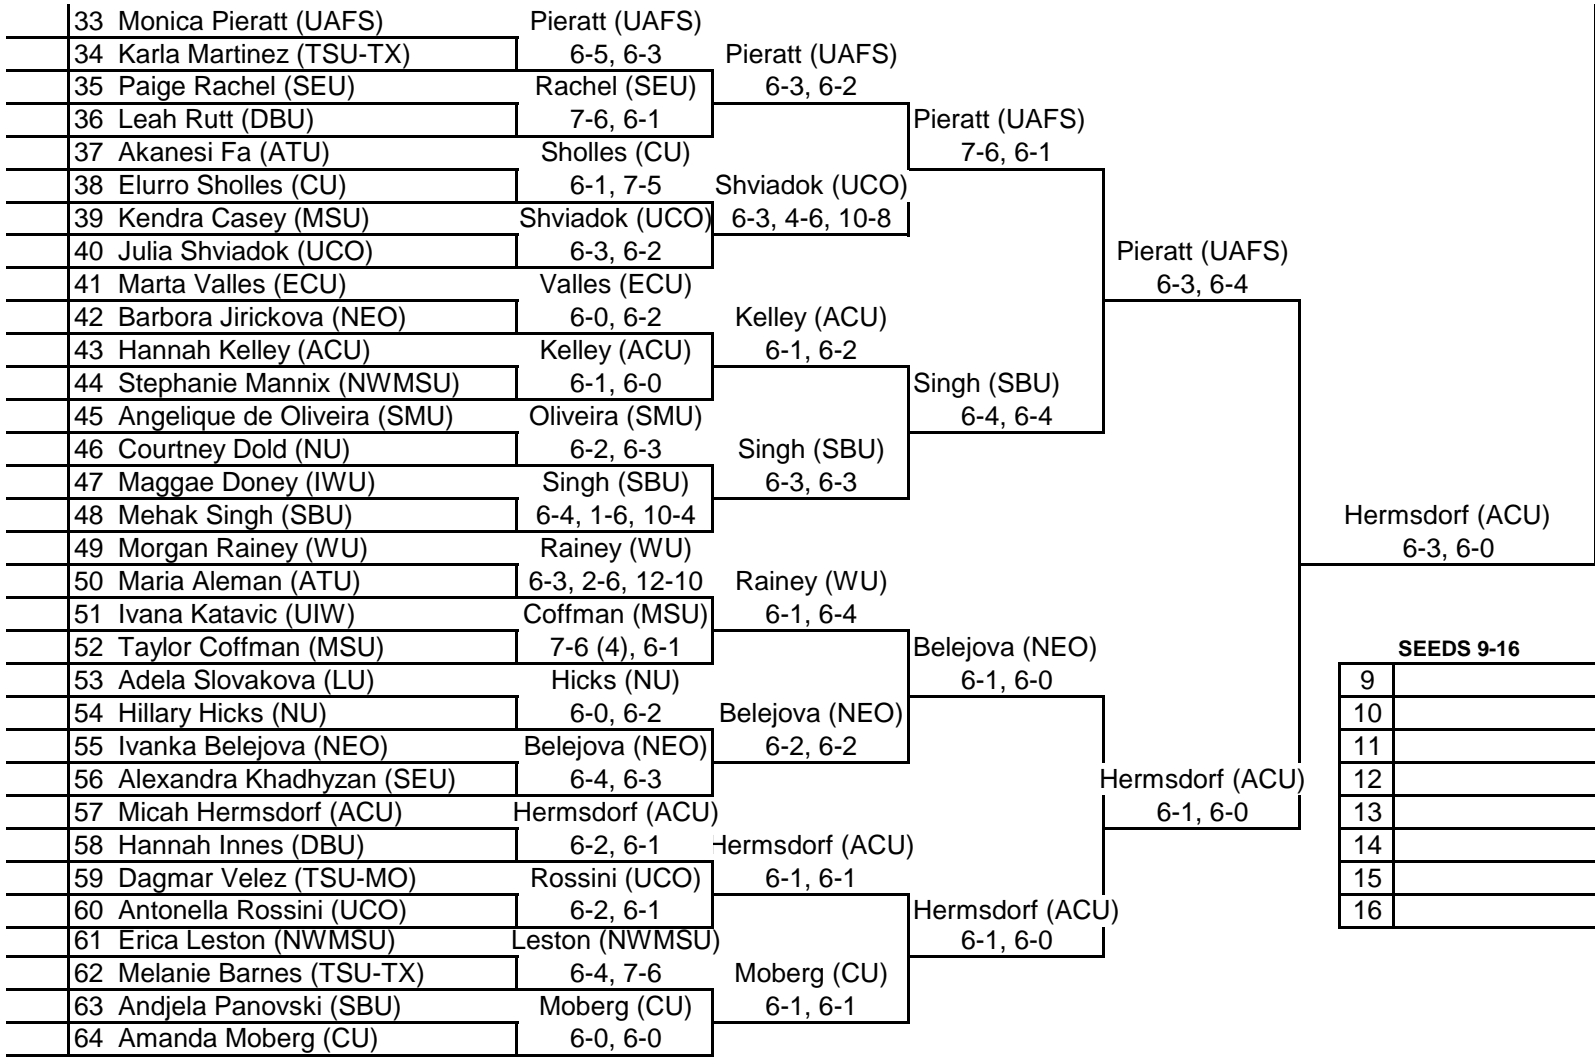 33 Monica Pieratt (UAFS) Pieratt (UAFS)
34 Karla Martinez (TSU-TX) 6-5, 6-3 Pieratt (UAFS)
35 Paige Rachel (SEU) Rachel (SEU) 6-3, 6-2
36 Leah Rutt (DBU) 7-6, 6-1 Pieratt (UAFS)
37 Akanesi Fa (ATU) Sholles (CU) 7-6, 6-1
38 Elurro Sholles (CU) 6-1, 7-5 Shviadok (UCO)
39 Kendra Casey (MSU) Shviadok (UCO) 6-3, 4-6, 10-8
40 Julia Shviadok (UCO) 6-3, 6-2 Pieratt (UAFS)
41 Marta Valles (ECU) Valles (ECU) 6-3, 6-4
42 Barbora Jirickova (NEO) 6-0, 6-2 Kelley (ACU)
43 Hannah Kelley (ACU) Kelley (ACU) 6-1, 6-2
44 Stephanie Mannix (NWMSU) 6-1, 6-0 Singh (SBU)
45 Angelique de Oliveira (SMU) Oliveira (SMU) 6-4, 6-4
46 Courtney Dold (NU) 6-2, 6-3 Singh (SBU)
47 Maggae Doney (IWU) Singh (SBU) 6-3, 6-3
48 Mehak Singh (SBU) 6-4, 1-6, 10-4 Hermsdorf (ACU)
49 Morgan Rainey (WU) Rainey (WU) 6-3, 6-0
50 Maria Aleman (ATU) 6-3, 2-6, 12-10 Rainey (WU)
51 Ivana Katavic (UIW) Coffman (MSU) 6-1, 6-4
52 Taylor Coffman (MSU) 7-6 (4), 6-1 Belejova (NEO) SEEDS 9-16
53 Adela Slovakova (LU) Hicks (NU) 6-1, 6-0 9
54 Hillary Hicks (NU) 6-0, 6-2 Belejova (NEO) 10
55 Ivanka Belejova (NEO) Belejova (NEO) 6-2, 6-2 11
56 Alexandra Khadhyzan (SEU) 6-4, 6-3 Hermsdorf (ACU) 12
57 Micah Hermsdorf (ACU) Hermsdorf (ACU) 6-1, 6-0 13
58 Hannah Innes (DBU) 6-2, 6-1 Hermsdorf (ACU) 14
59 Dagmar Velez (TSU-MO) Rossini (UCO) 6-1, 6-1 15
60 Antonella Rossini (UCO) 6-2, 6-1 Hermsdorf (ACU) 16
61 Erica Leston (NWMSU) Leston (NWMSU) 6-1, 6-0
62 Melanie Barnes (TSU-TX) 6-4, 7-6 Moberg (CU)
63 Andjela Panovski (SBU) Moberg (CU) 6-1, 6-1
64 Amanda Moberg (CU) 6-0, 6-0